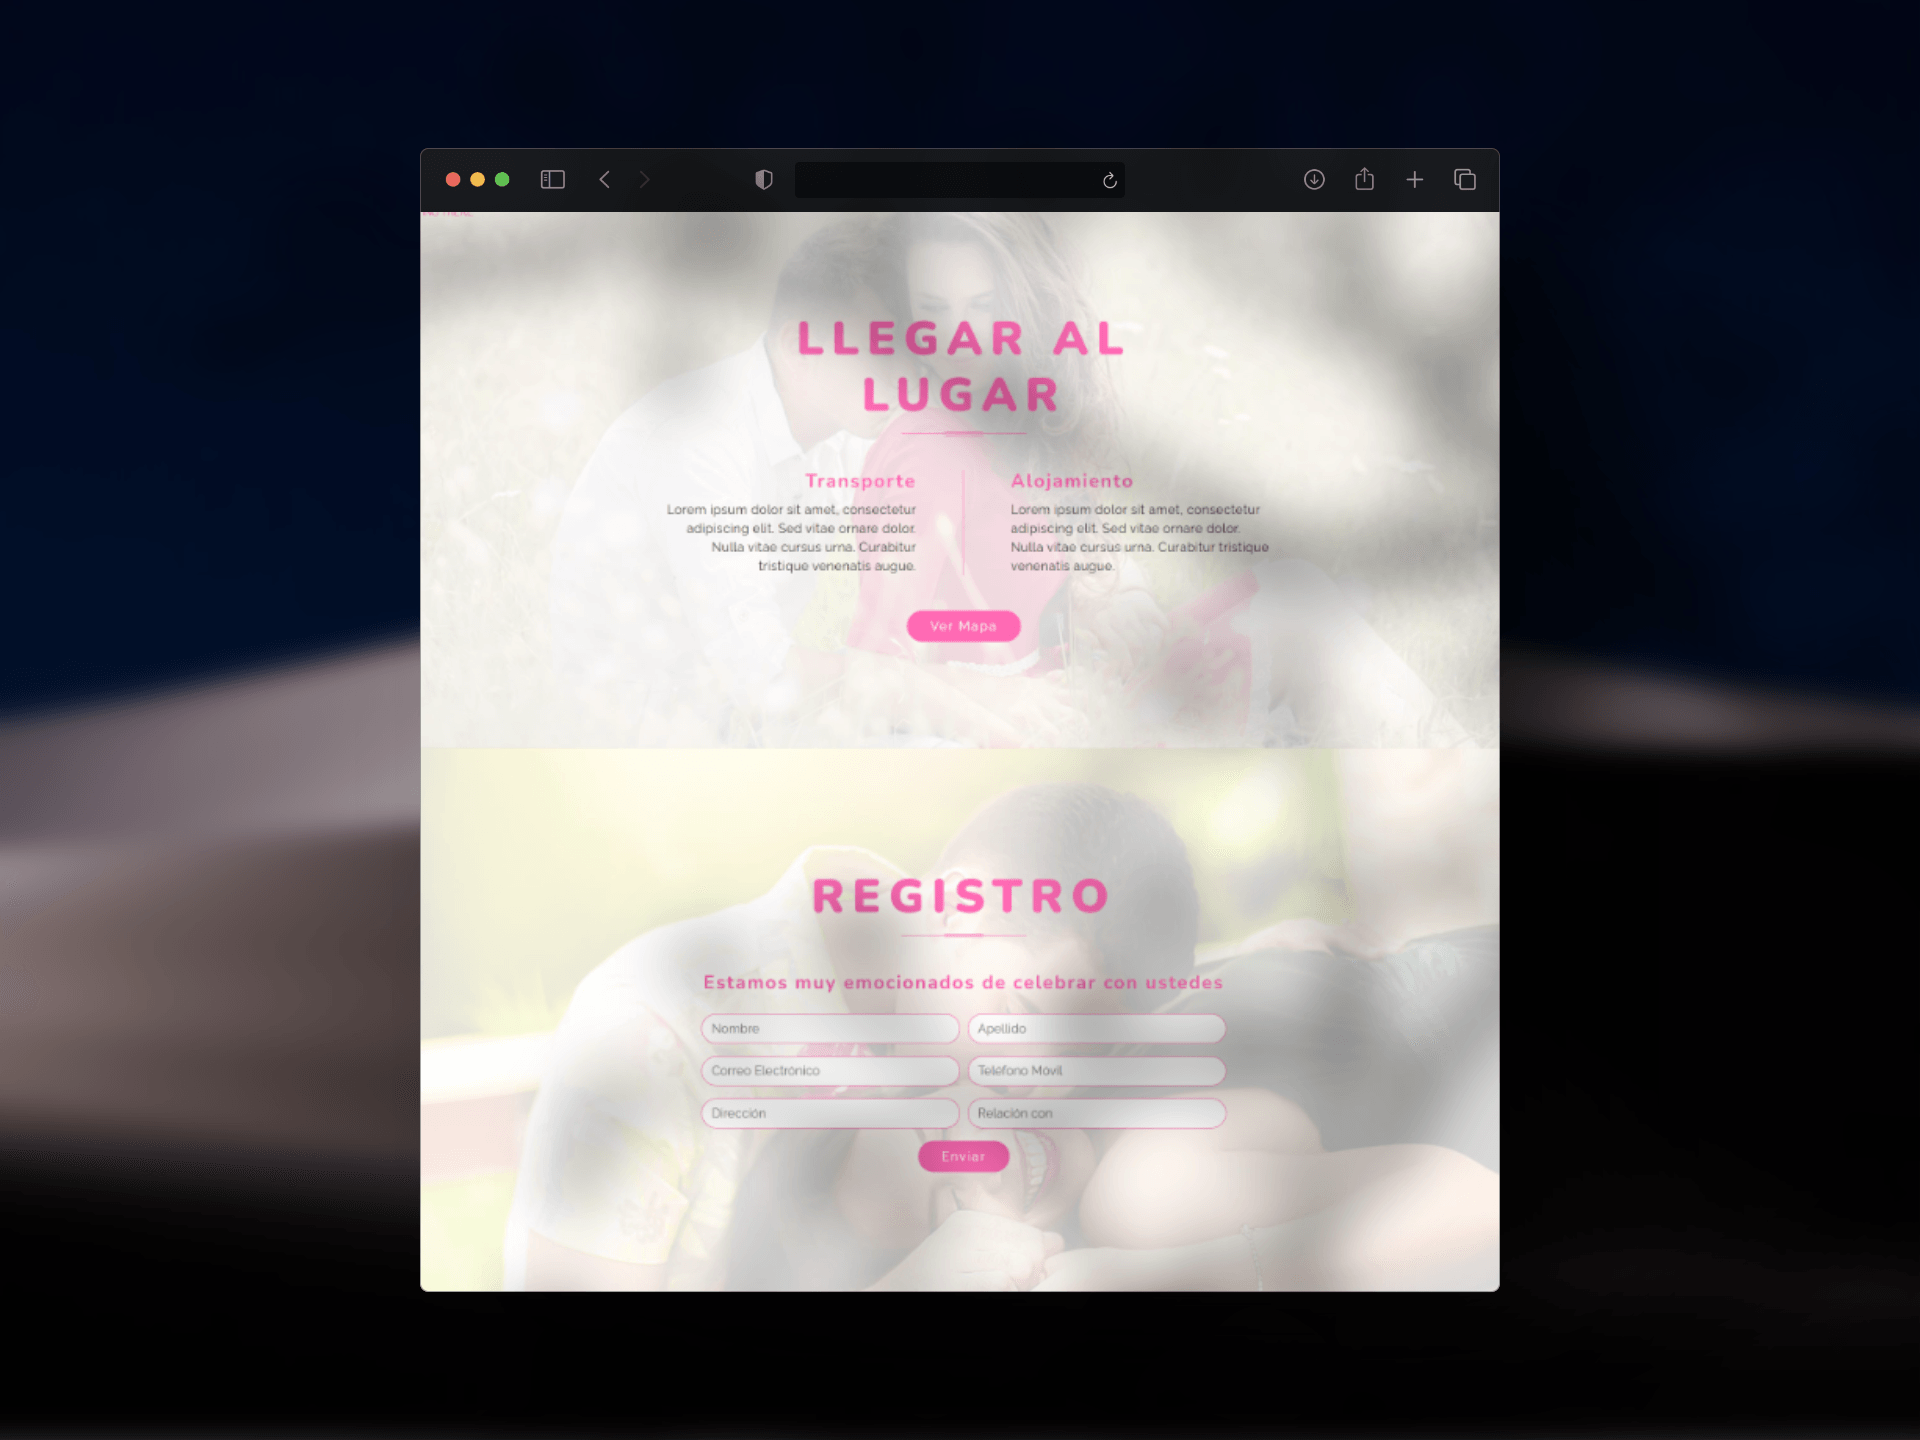 LLEGAR AL
LUGAR
Transporte
Lorem ipsum dolor sit amet, consectetur
adipiscing elit. Sed vitae ornare dolor.
Nulla vitae cursus urna. Curabitur
tristique venenatis augue.
Alojamiento
Lorem ipsum dolor sit amet, consectetur
adipiscing elit. Sed vitae ornare dolor.
Nulla vitae cursus urna. Curabitur tristique
venenatis augue.
Ver Mapa
REGISTRO
Estamos muy emocionados de celebrar con ustedes
Nombre
Apellido
Correo Electrónico
Teléfono Móvil
Dirección
Relación con
Enviar